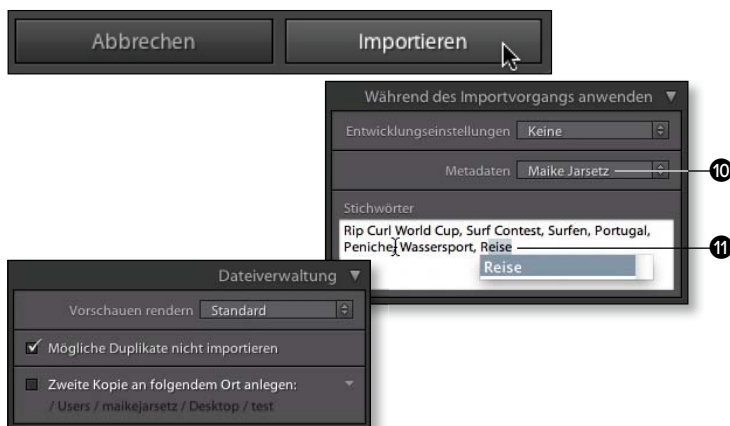 Abbrechen Importieren
Während des Importvorgangs anwenden
Entwicklungseinstellungen Keine
Metadaten Maike Jarsetz
10
Stichwörter
Rip Curl World Cup, Surf Contest, Surfen, Portugal,
Peniche, Wassersport, Reise
11
Reise
Dateiverwaltung
Vorschauen rendern Standard
Mögliche Duplikate nicht importieren
Zweite Kopie an folgendem Ort anlegen:
/ Users / maikejarsetz / Desktop / test